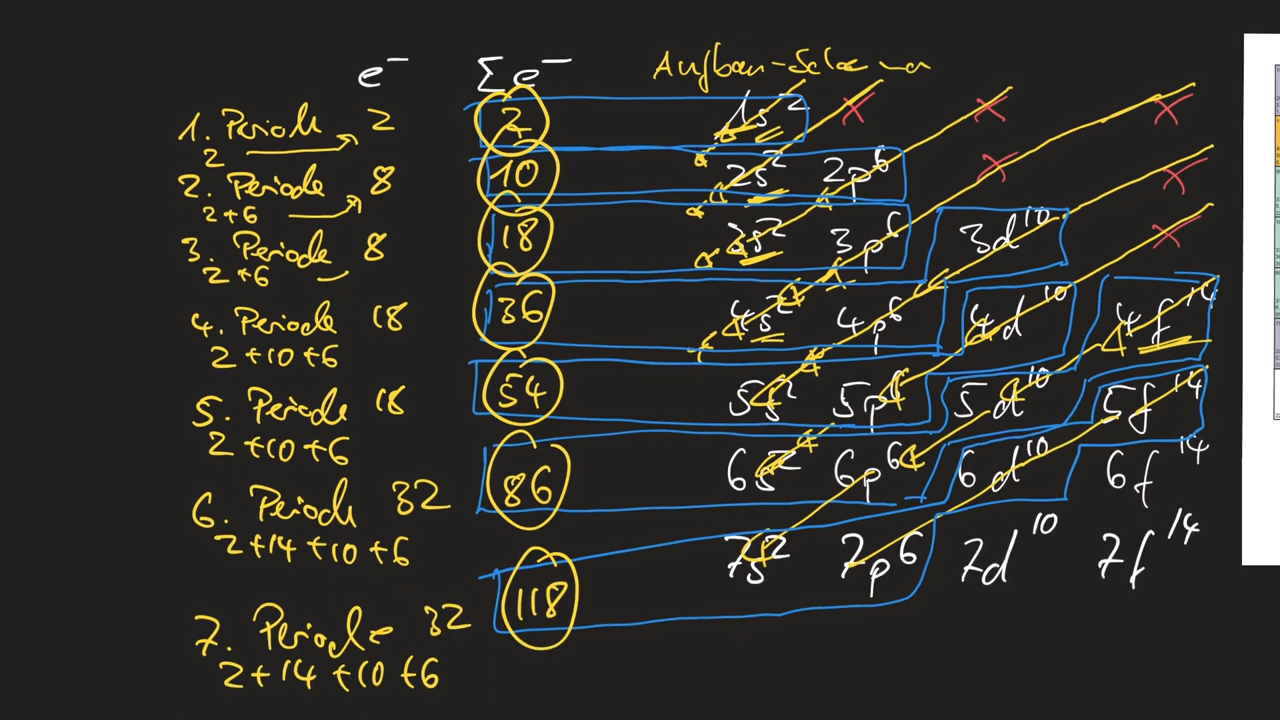 e⁻ Σe⁻ Aufbau-Schema
1. Periode 2 2 1s² X X X
2
2. Periode 8 10 2s² 2p⁶ X X
2+6
3. Periode 8 18 3s² 3p⁶ 3d¹⁰ X
2+6
4. Periode 18 36 4s² 4p⁶ 4d¹⁰ 4f¹⁴
2+10+6
5. Periode 18 54 5s² 5p⁶ 5d¹⁰ 5f¹⁴
2+10+6
6. Periode 32 86 6s² 6p⁶ 6d¹⁰ 6f¹⁴
2+14+10+6
7. Periode 32 118 7s² 7p⁶ 7d¹⁰ 7f¹⁴
2+14+10+6